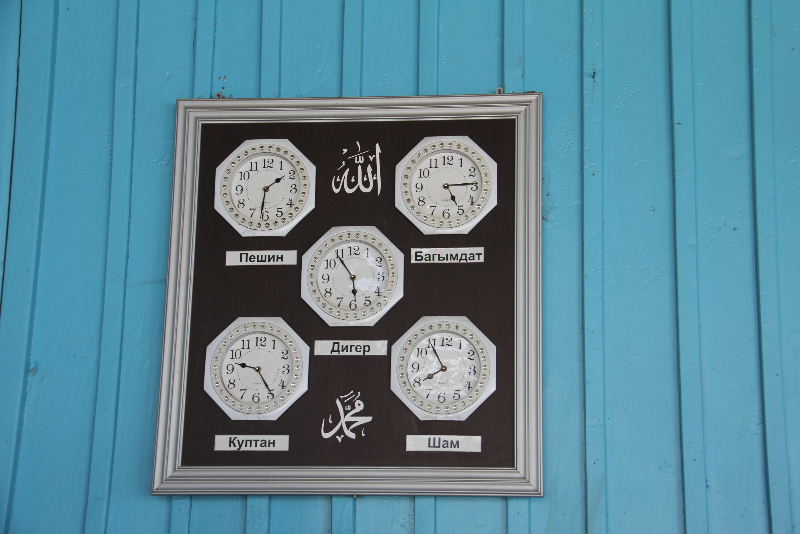 الله
Пешин
Багымдат
Дигер
محمد
Куптан
Шам